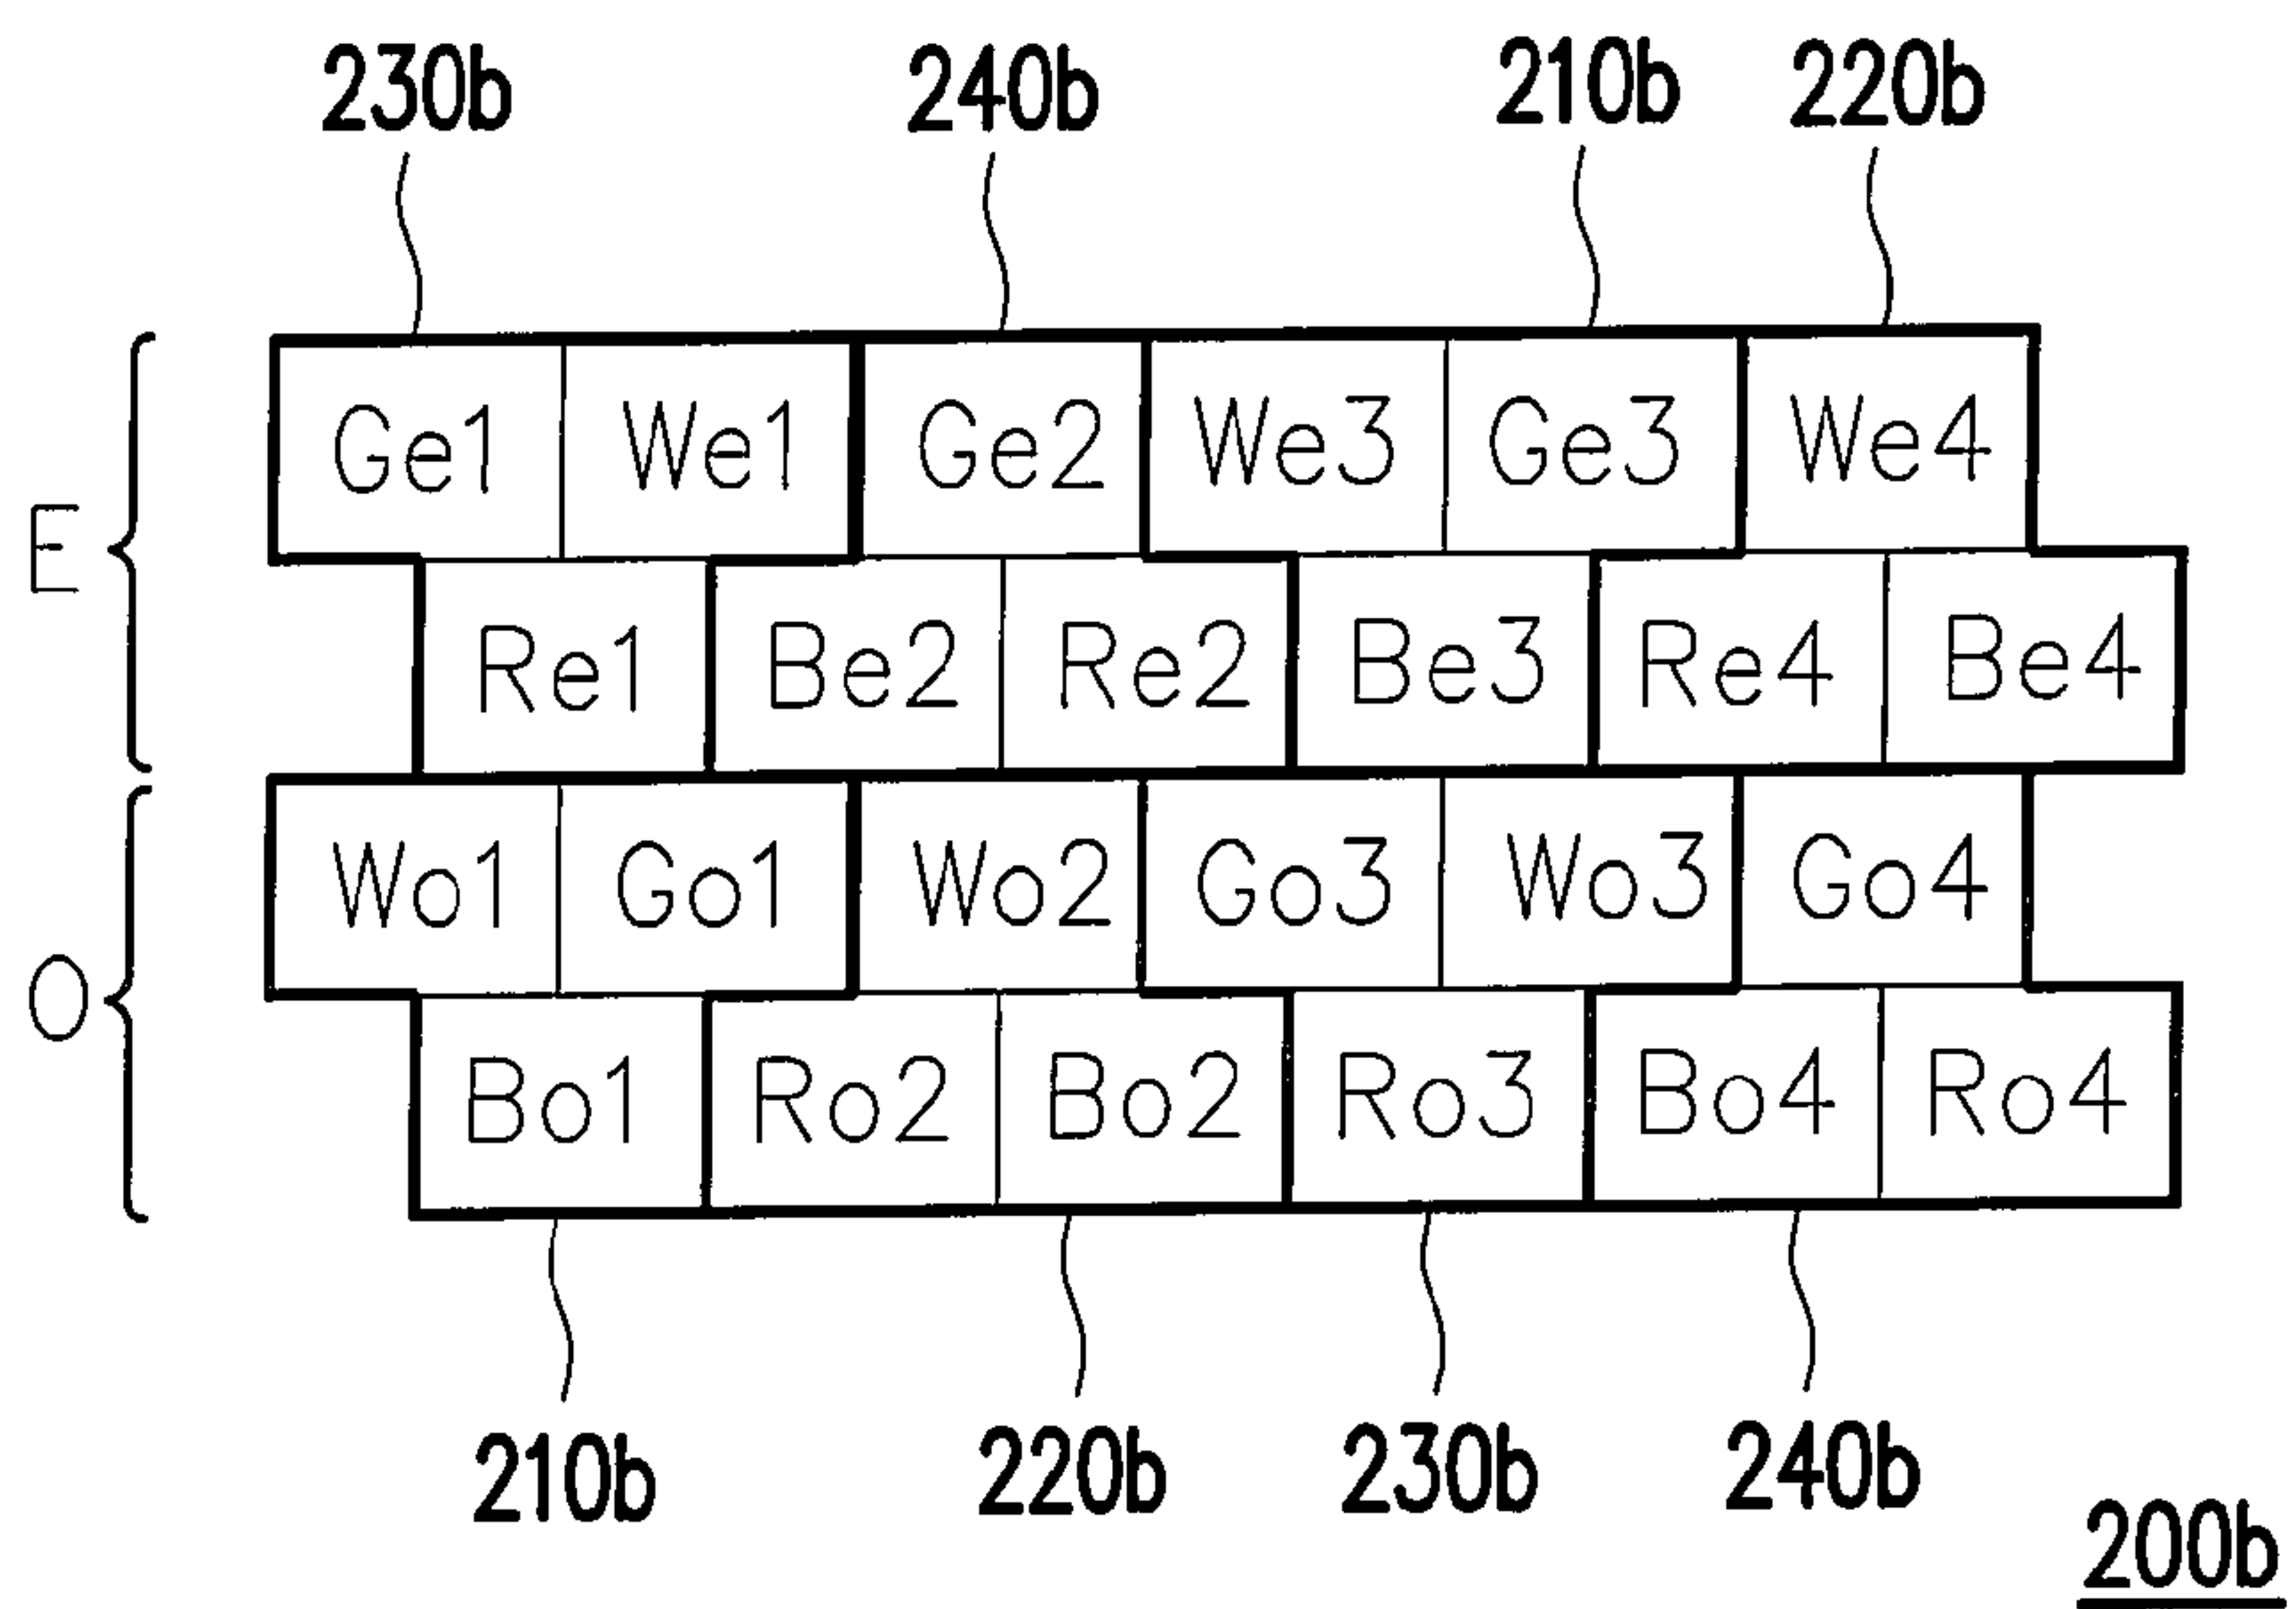 230b 240b 210b 220b
Ge1 We1 Ge2 We3 Ge3 We4
E
Re1 Be2 Re2 Be3 Re4 Be4
Wo1 Go1 Wo2 Go3 Wo3 Go4
O
Bo1 Ro2 Bo2 Ro3 Bo4 Ro4
210b 220b 230b 240b
200b